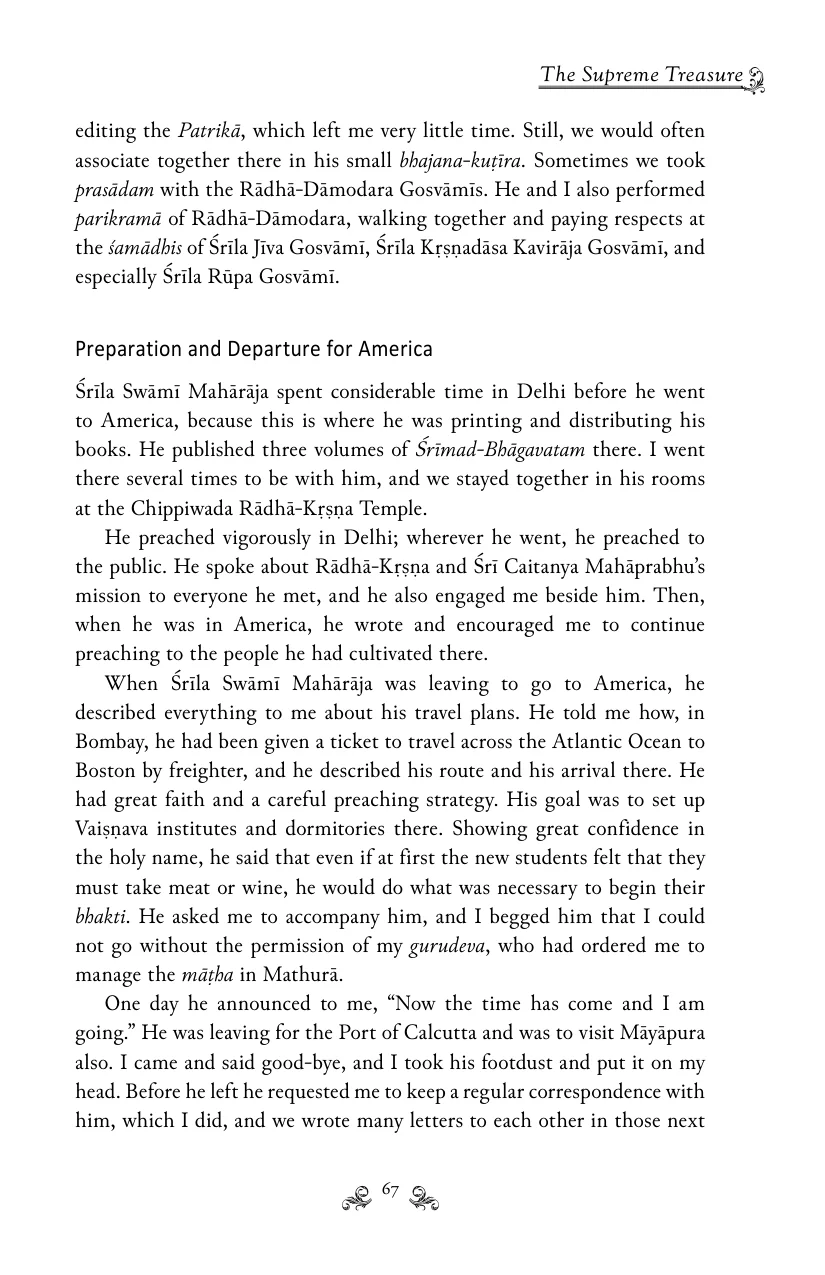 The Supreme Treasure
editing the Patrikā, which left me very little time. Still, we would often
associate together there in his small bhajana-kuṭīra. Sometimes we took
prasādam with the Rādhā-Dāmodara Gosvāmīs. He and I also performed
parikramā of Rādhā-Dāmodara, walking together and paying respects at
the śamādhis of Śrīla Jīva Gosvāmī, Śrīla Kṛṣṇadāsa Kavirāja Gosvāmī, and
especially Śrīla Rūpa Gosvāmī.
Preparation and Departure for America
Śrīla Swāmī Mahārāja spent considerable time in Delhi before he went
to America, because this is where he was printing and distributing his
books. He published three volumes of Śrīmad-Bhāgavatam there. I went
there several times to be with him, and we stayed together in his rooms
at the Chippiwada Rādhā-Kṛṣṇa Temple.
He preached vigorously in Delhi; wherever he went, he preached to
the public. He spoke about Rādhā-Kṛṣṇa and Śrī Caitanya Mahāprabhu’s
mission to everyone he met, and he also engaged me beside him. Then,
when he was in America, he wrote and encouraged me to continue
preaching to the people he had cultivated there.
When Śrīla Swāmī Mahārāja was leaving to go to America, he
described everything to me about his travel plans. He told me how, in
Bombay, he had been given a ticket to travel across the Atlantic Ocean to
Boston by freighter, and he described his route and his arrival there. He
had great faith and a careful preaching strategy. His goal was to set up
Vaiṣṇava institutes and dormitories there. Showing great confidence in
the holy name, he said that even if at first the new students felt that they
must take meat or wine, he would do what was necessary to begin their
bhakti. He asked me to accompany him, and I begged him that I could
not go without the permission of my gurudeva, who had ordered me to
manage the māṭha in Mathurā.
One day he announced to me, “Now the time has come and I am
going.” He was leaving for the Port of Calcutta and was to visit Māyāpura
also. I came and said good-bye, and I took his footdust and put it on my
head. Before he left he requested me to keep a regular correspondence with
him, which I did, and we wrote many letters to each other in those next
67